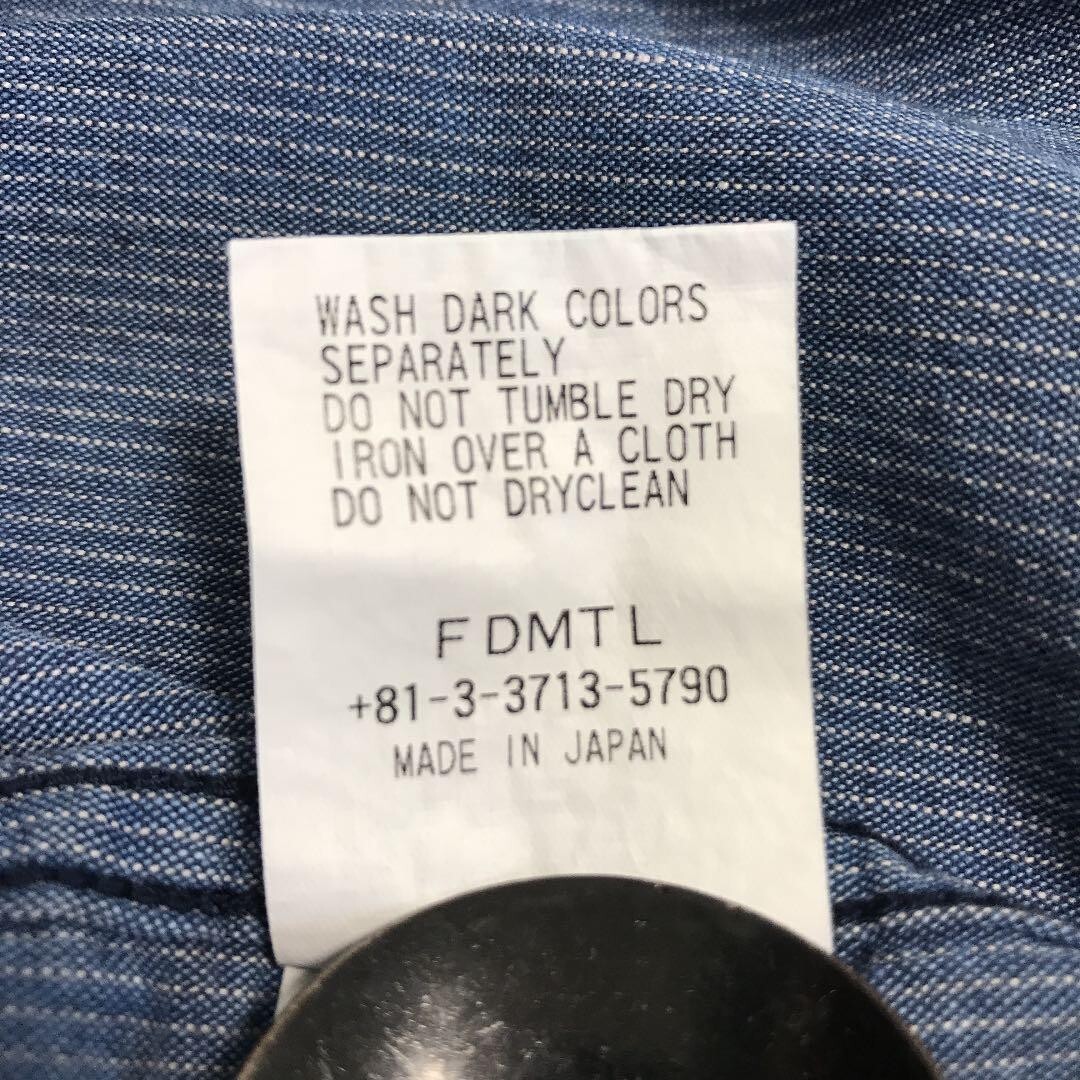 WASH DARK COLORS
SEPARATELY
DO NOT TUMBLE DRY
IRON OVER A CLOTH
DO NOT DRYCLEAN
FDMTL
+81-3-3713-5790
MADE IN JAPAN